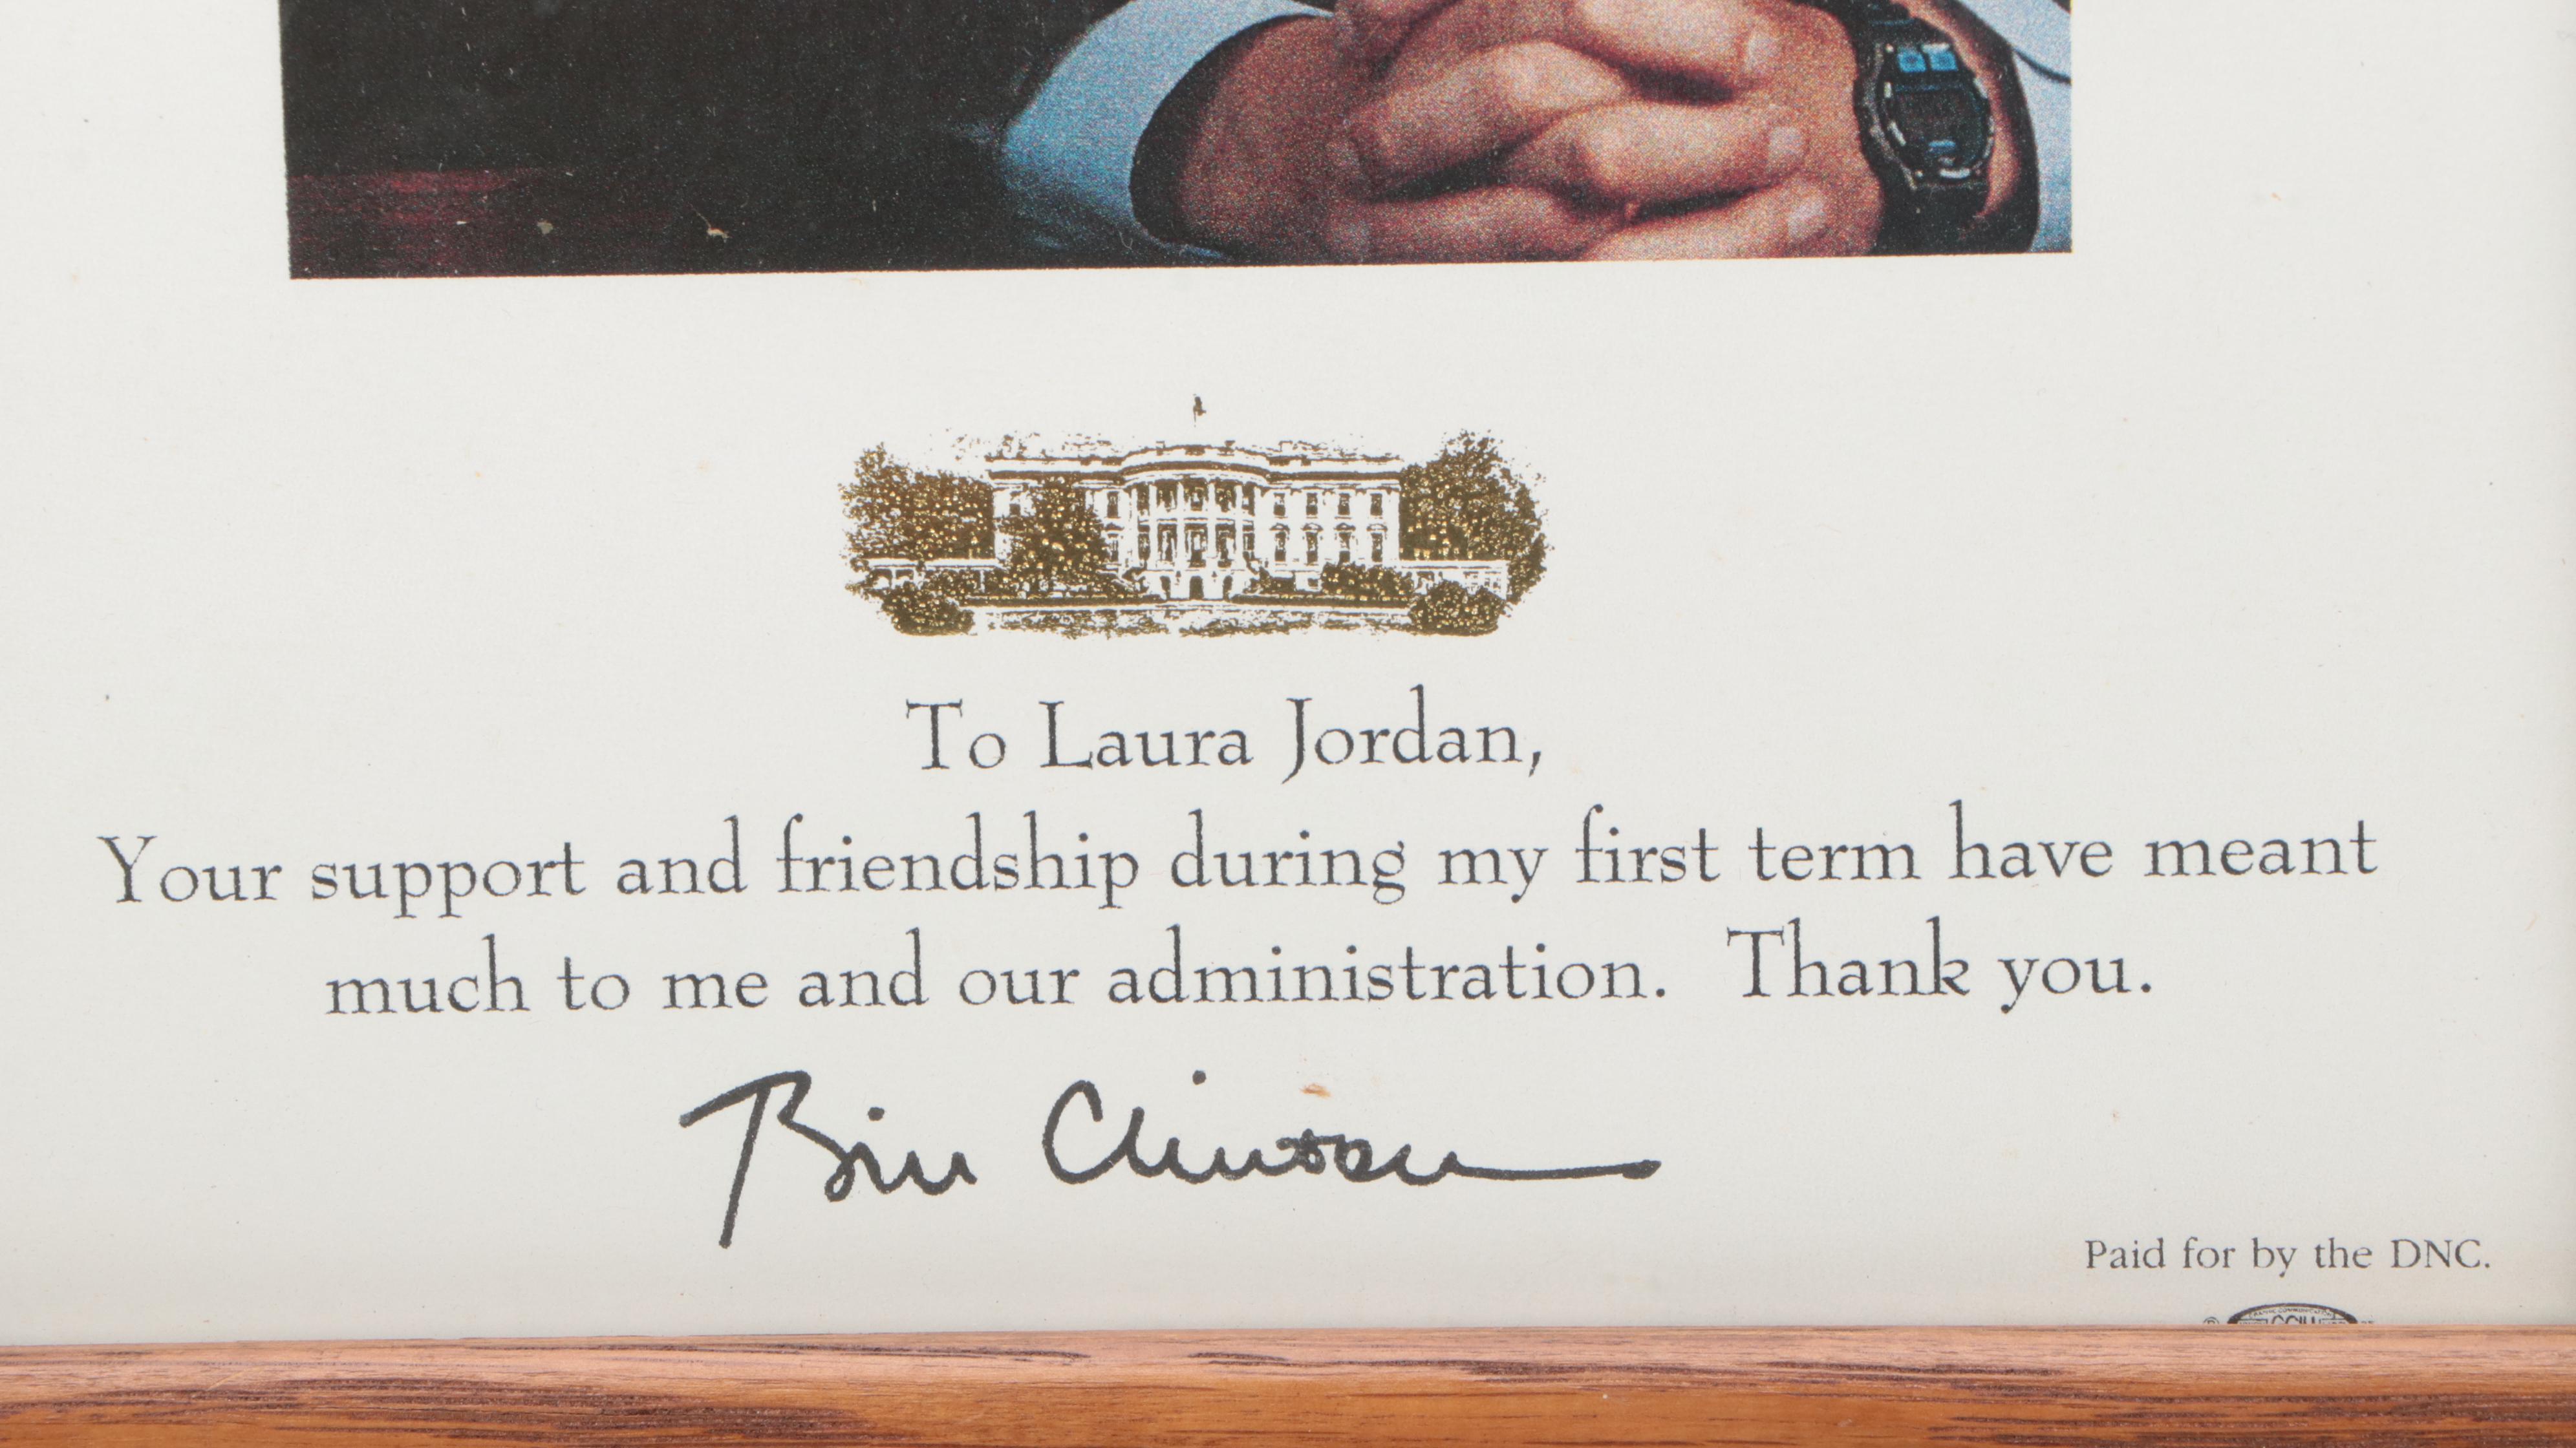 To Laura Jordan,
Your support and friendship during my first term have meant
much to me and our administration.  Thank you.
Bill Clinton
Paid for by the DNC.